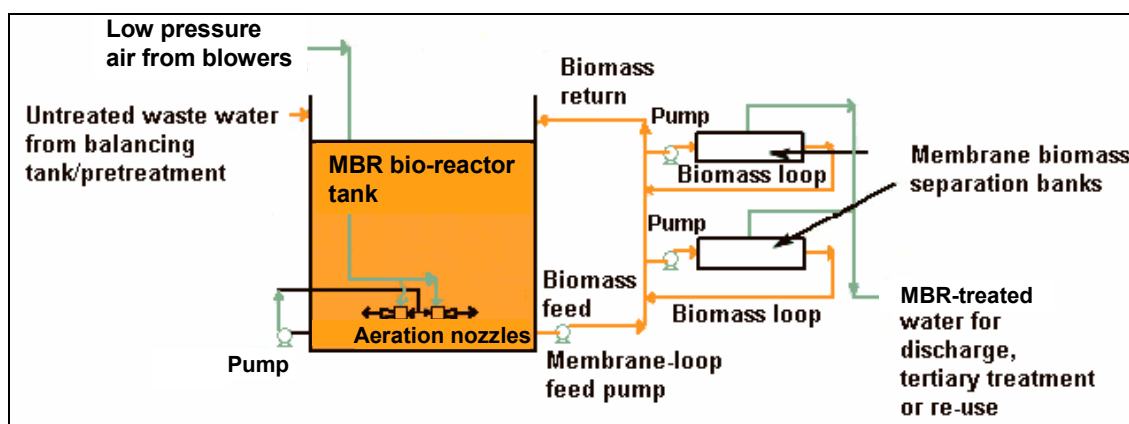 Low pressure
air from blowers
Untreated waste water
from balancing
tank/pretreatment
MBR bio-reactor
tank
Aeration nozzles
Pump
Biomass
return
Biomass
feed
Membrane-loop
feed pump
Pump
Biomass loop
Pump
Biomass loop
Membrane biomass
separation banks
MBR-treated
water for
discharge,
tertiary treatment
or re-use